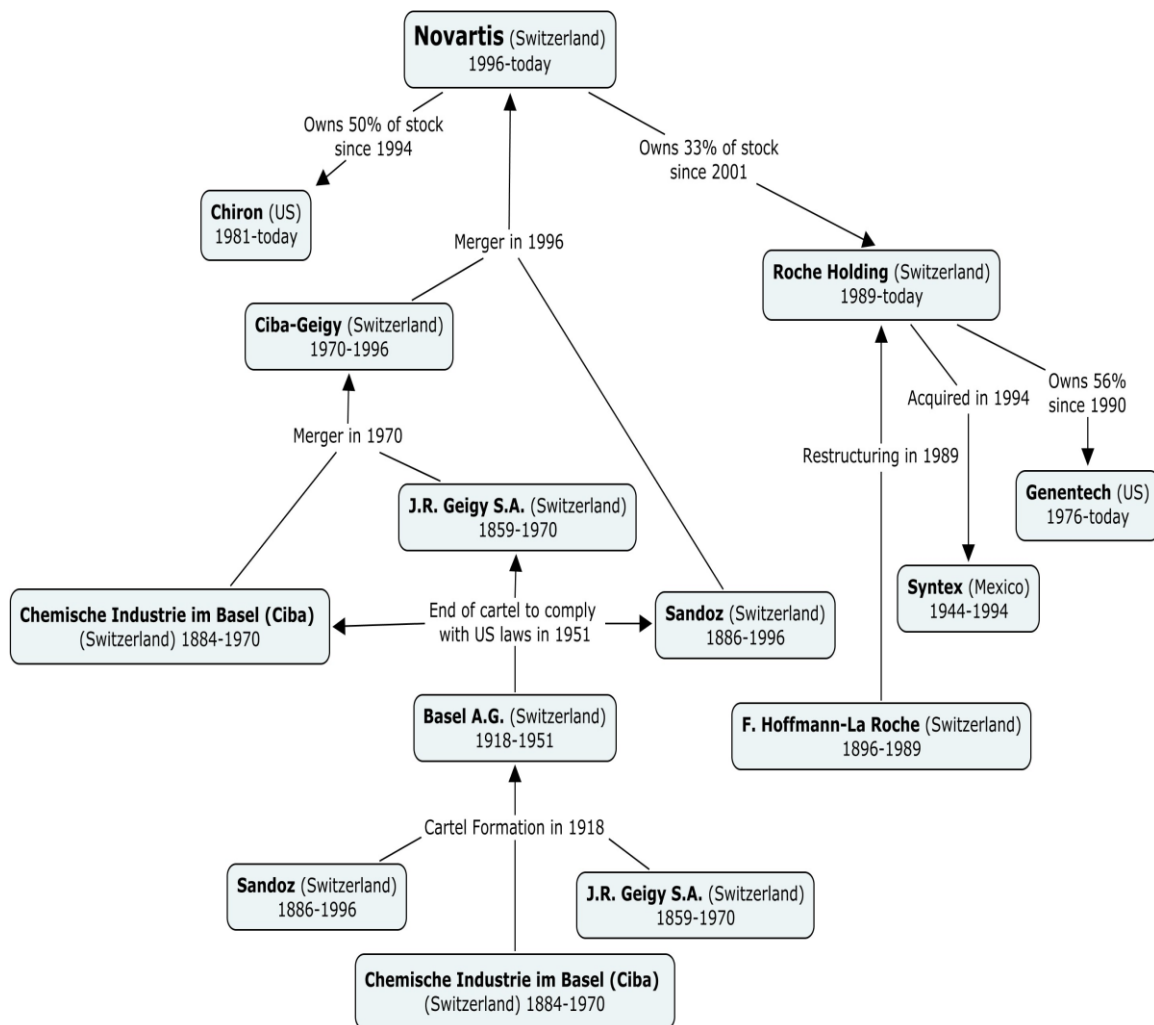 Novartis (Switzerland)
1996-today
Owns 50% of stock
since 1994
Owns 33% of stock
since 2001
Chiron (US)
1981-today
Merger in 1996
Roche Holding (Switzerland)
1989-today
Ciba-Geigy (Switzerland)
1970-1996
Acquired in 1994
Owns 56%
since 1990
Merger in 1970
Restructuring in 1989
J.R. Geigy S.A. (Switzerland)
1859-1970
Genentech (US)
1976-today
Chemische Industrie im Basel (Ciba)
(Switzerland) 1884-1970
End of cartel to comply
with US laws in 1951
Sandoz (Switzerland)
1886-1996
Syntex (Mexico)
1944-1994
Basel A.G. (Switzerland)
1918-1951
F. Hoffmann-La Roche (Switzerland)
1896-1989
Cartel Formation in 1918
Sandoz (Switzerland)
1886-1996
J.R. Geigy S.A. (Switzerland)
1859-1970
Chemische Industrie im Basel (Ciba)
(Switzerland) 1884-1970